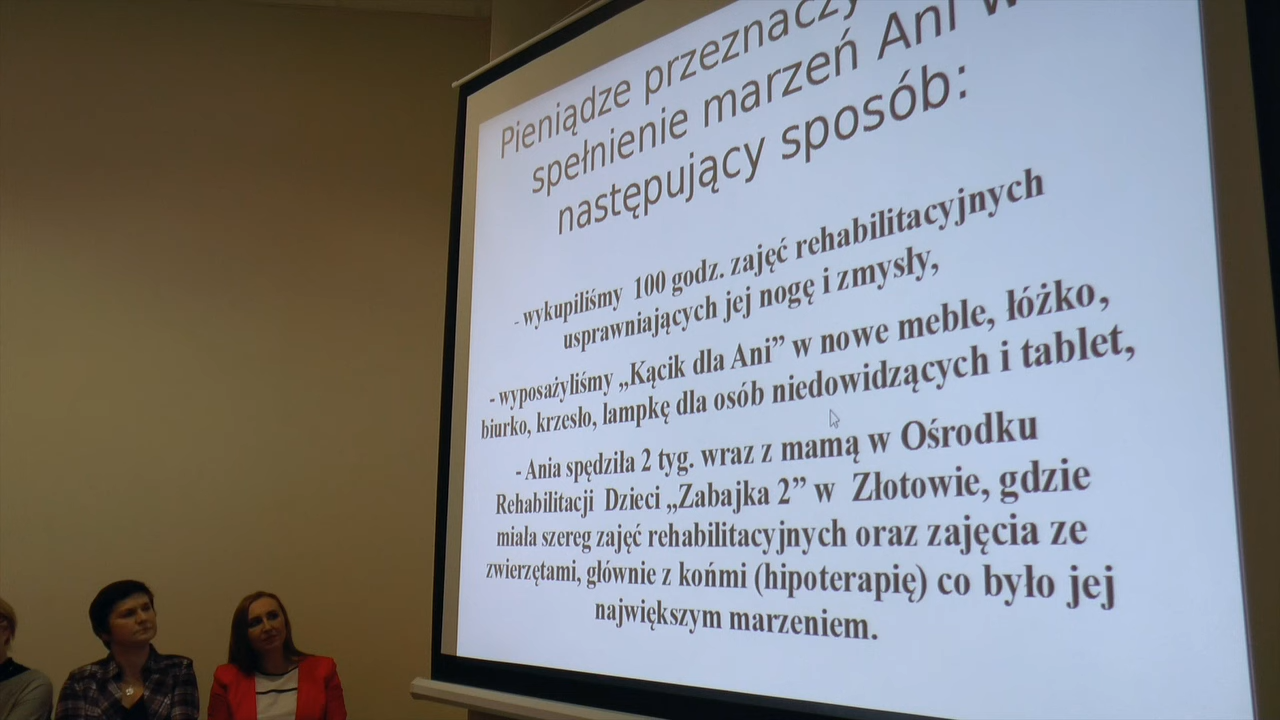 Pieniądze
spełnienie marzeń Ani w
następujący sposób:
- wykupiliśmy 100 godz. zajęć rehabilitacyjnych
usprawniających jej nogę i zmysły,
- wyposażyliśmy „Kącik dla Ani” w nowe meble, łóżko,
biurko, krzesło, lampkę dla osób niedowidzących i tablet,
- Ania spędziła 2 tyg. wraz z mamą w Ośrodku
Rehabilitacji Dzieci „Zabajka 2” w Złotowie, gdzie
miała szereg zajęć rehabilitacyjnych oraz zajęcia ze
zwierzętami, głównie z końmi (hipoterapię) co było jej
największym marzeniem.